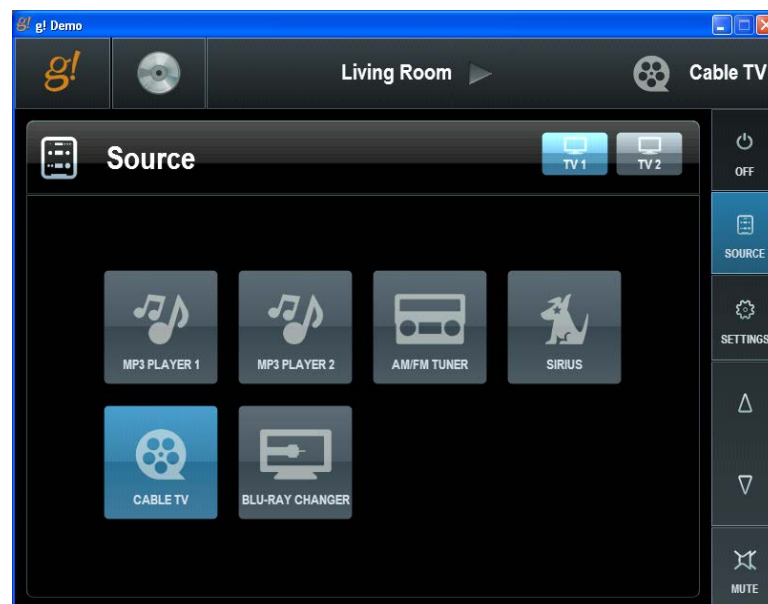 g! g! Demo
g!
Living Room
Cable TV
Source
TV 1
TV 2
OFF
SOURCE
SETTINGS
MP3 PLAYER 1
MP3 PLAYER 2
AM/FM TUNER
SIRIUS
CABLE TV
BLU-RAY CHANGER
MUTE